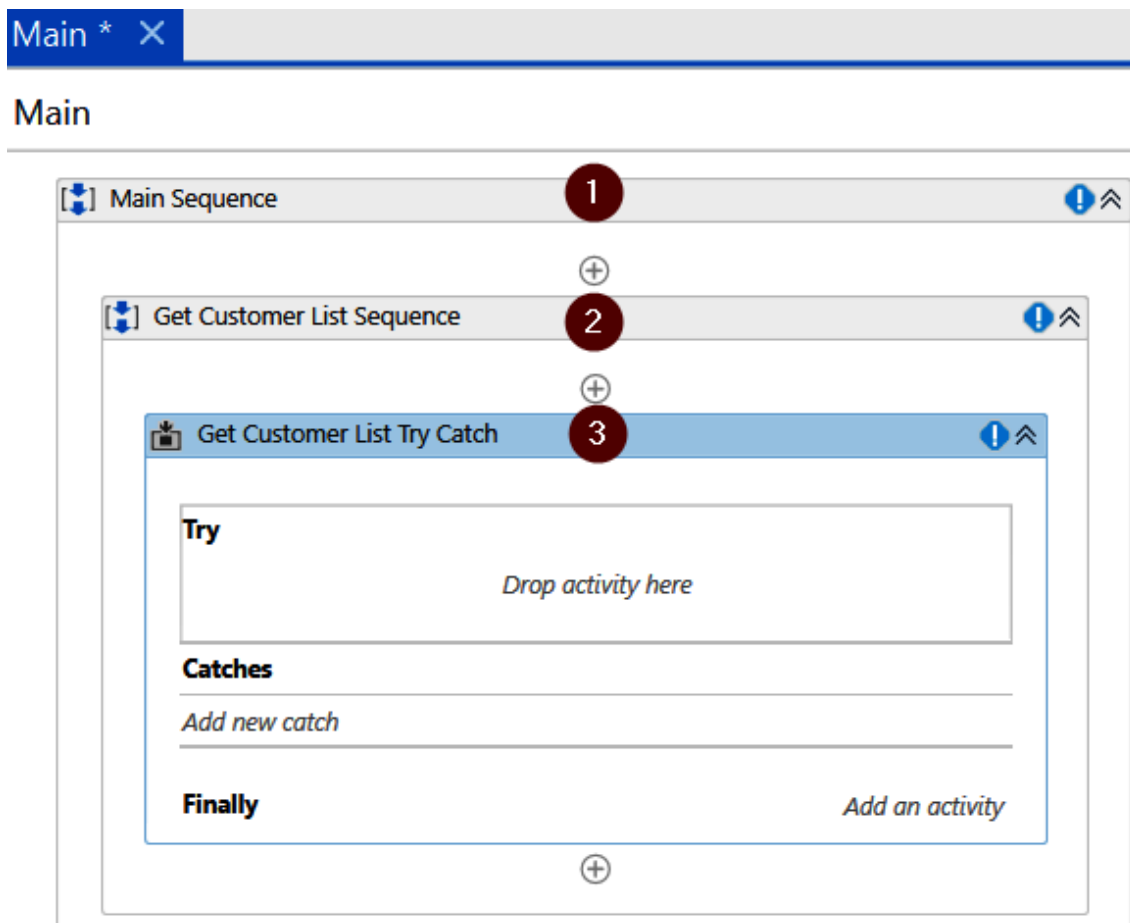 Main *
Main
Main Sequence 1
Get Customer List Sequence 2
Get Customer List Try Catch 3
Try
Drop activity here
Catches
Add new catch
Finally Add an activity